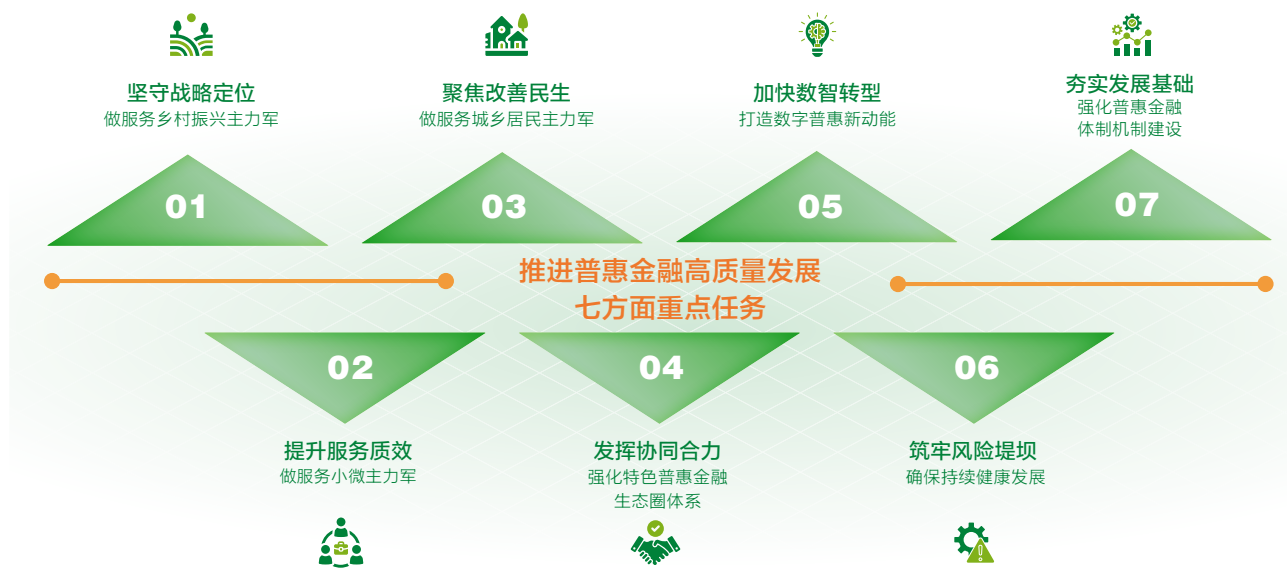 坚守战略定位
做服务乡村振兴主力军
01
聚焦改善民生
做服务城乡居民主力军
03
加快数智转型
打造数字普惠新动能
05
夯实发展基础
强化普惠金融
体制机制建设
07
推进普惠金融高质量发展
七方面重点任务
02
提升服务质效
做服务小微主力军
04
发挥协同合力
强化特色普惠金融
生态圈体系
06
筑牢风险堤坝
确保持续健康发展